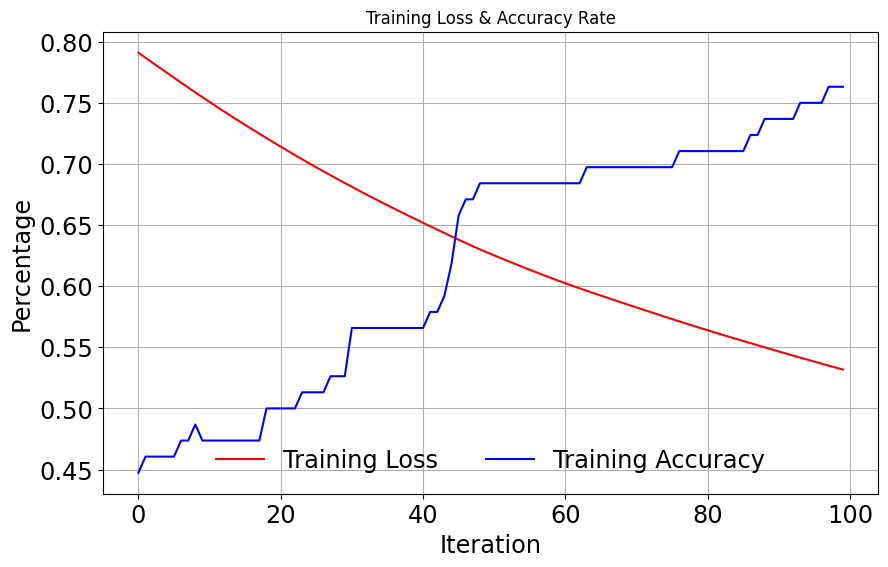 Training Loss & Accuracy Rate
0.80
0.75
0.70
0.65
0.60
0.55
0.50
0.45
Percentage
Training Loss
Training Accuracy
0 20 40 60 80 100
Iteration